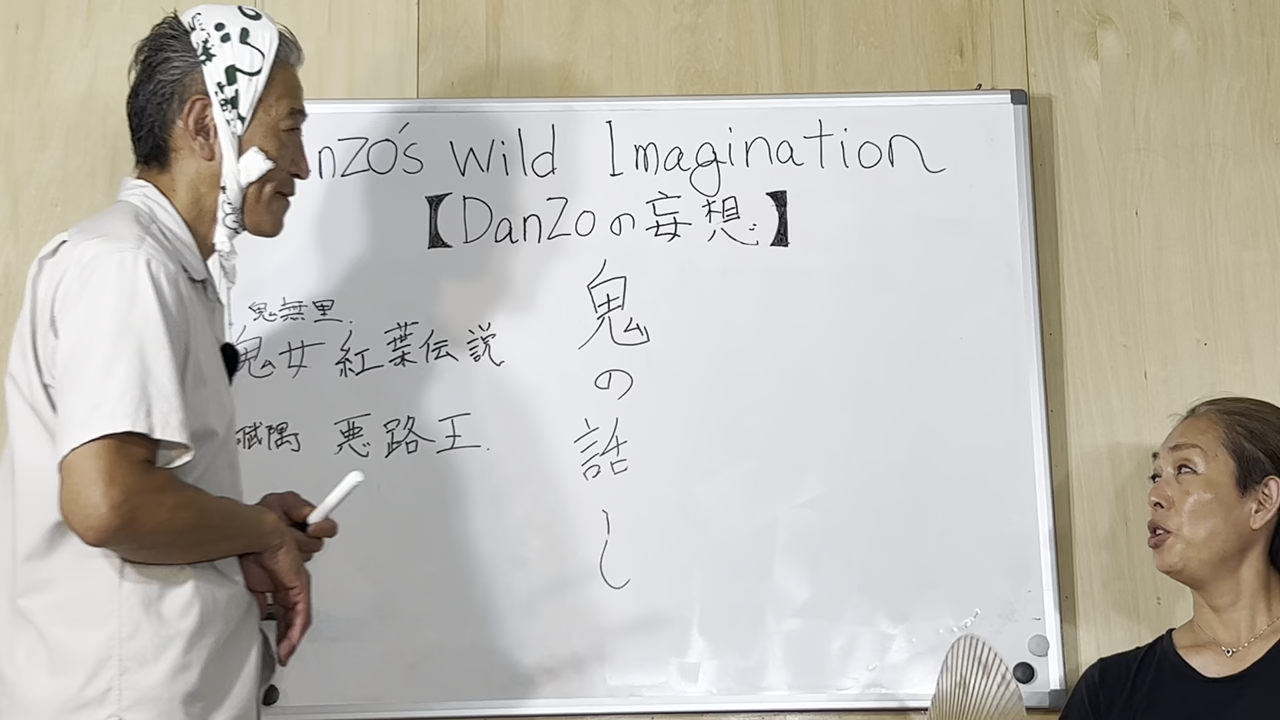 nzo's Wild Imagination
【DanZoの妄想】
鬼の話し
鬼無里.
鬼女 紅葉伝説
悪路王.